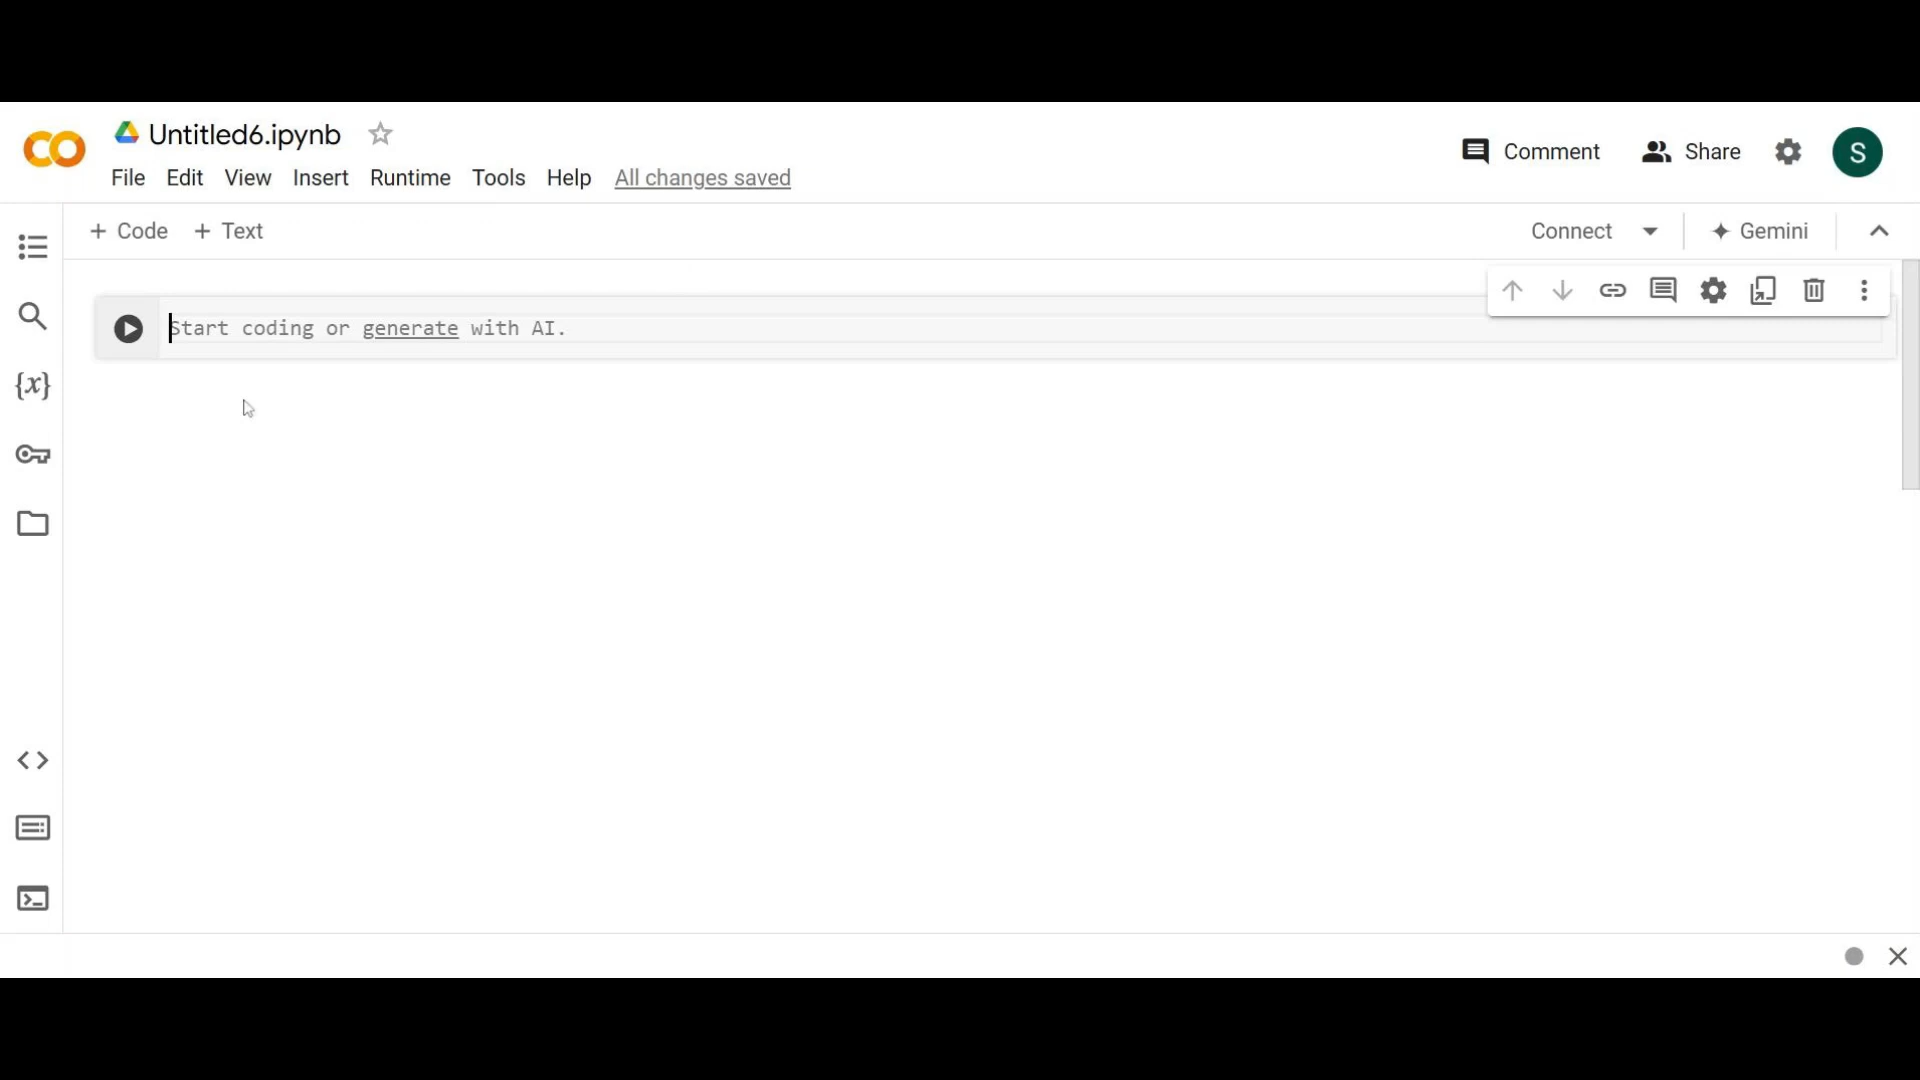 Untitled6.ipynb
File Edit View Insert Runtime Tools Help All changes saved
Comment Share S
+ Code + Text
Connect Gemini
Start coding or generate with AI.
{x}